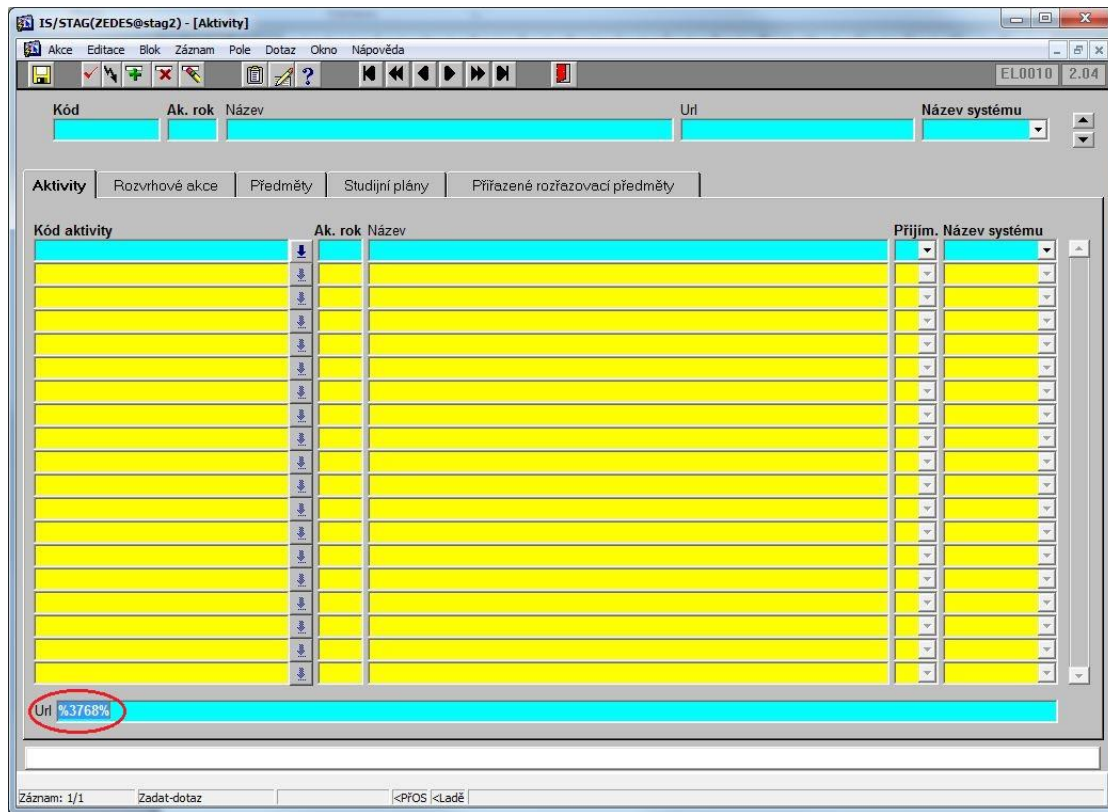 IS/STAG(ZEDES@stag2) - [Aktivity]
Akce Editace Blok Záznam Pole Dotaz Okno Nápověda
EL0010 2.04
Kód Ak. rok Název Url Název systému
Aktivity Rozvrhové akce Předměty Studijní plány Přiřazené rozřazovací předměty
Kód aktivity Ak. rok Název Přijím. Název systému
Url %3768%
Záznam: 1/1 Zadat-dotaz <PřOS <Ladě